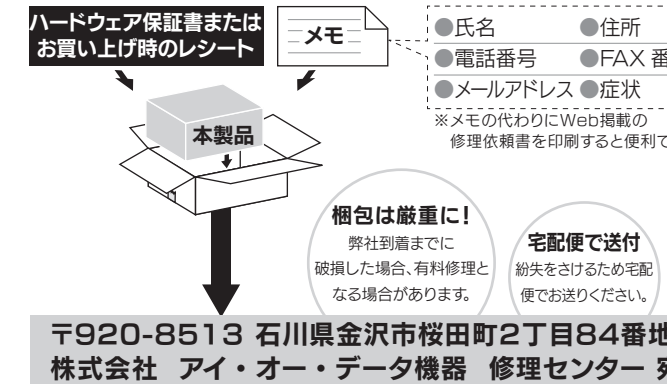 ハードウェア保証書または
お買い上げ時のレシート
メモ
●氏名 ●住所
●電話番号 ●FAX 番
●メールアドレス ●症状
※メモの代わりにWeb掲載の
修理依頼書を印刷すると便利で
本製品
梱包は厳重に!
弊社到着までに
破損した場合、有料修理と
なる場合があります。
宅配便で送付
紛失をさけるため宅配
便でお送りください。
〒920-8513 石川県金沢市桜田町2丁目84番地
株式会社 アイ・オー・データ機器 修理センター 宛